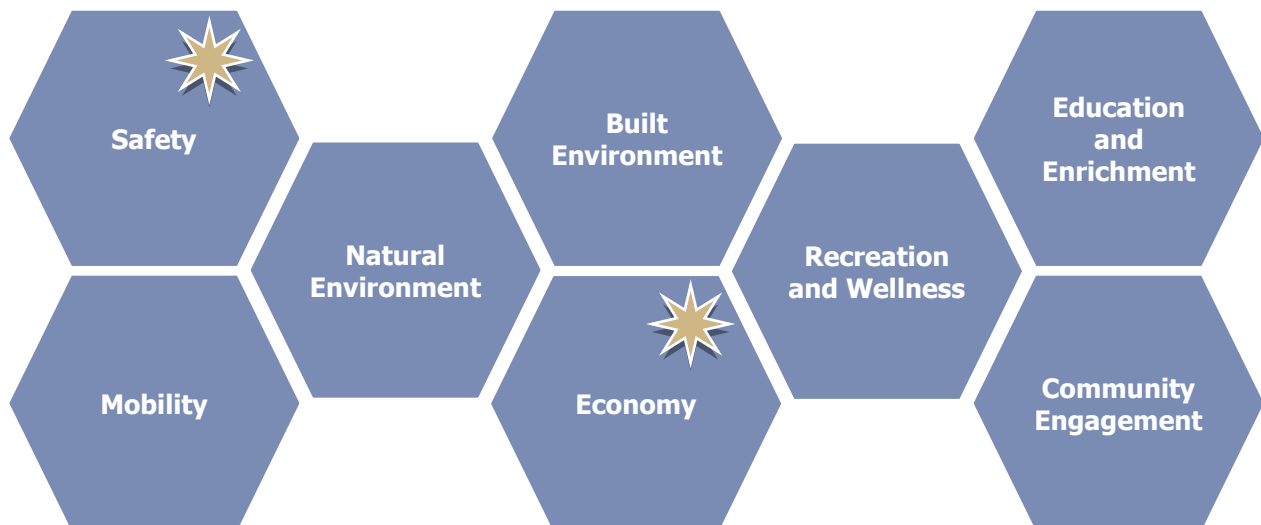 Safety
Built
Environment
Education
and
Enrichment
Natural
Environment
Recreation
and Wellness
Mobility
Economy
Community
Engagement